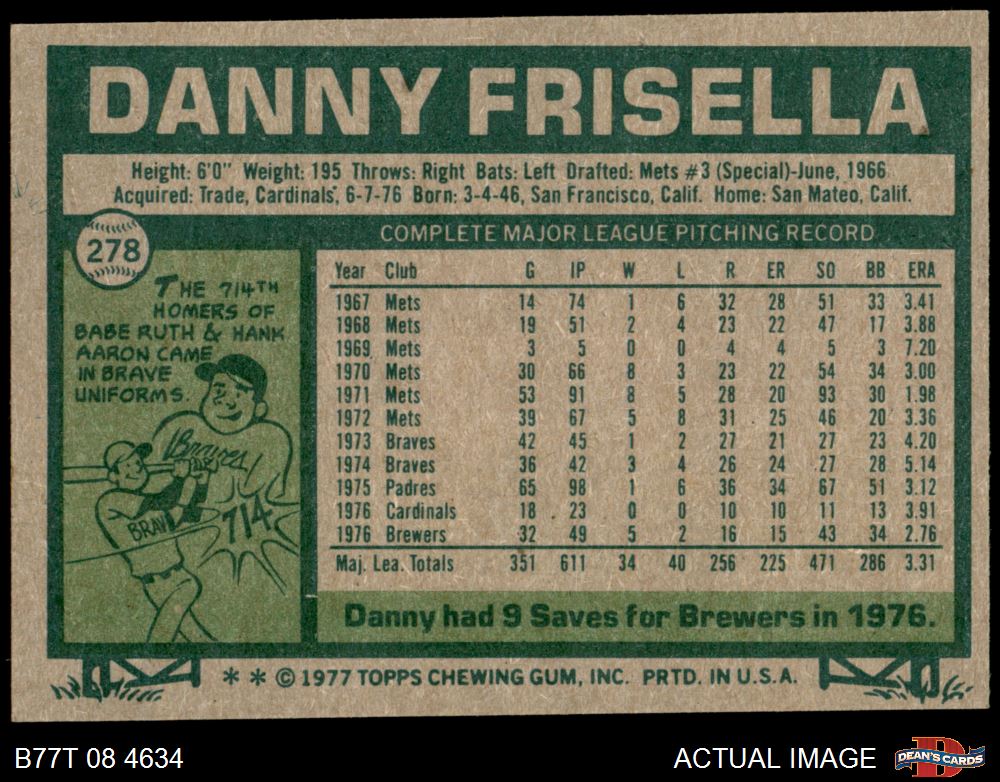 DANNY FRISELLA
Height: 6'0" Weight: 195 Throws: Right Bats: Left Drafted: Mets #3 (Special)-June, 1966
Acquired: Trade, Cardinals, 6-7-76 Born: 3-4-46, San Francisco, Calif. Home: San Mateo, Calif.
278
THE 714TH
HOMERS OF
BABE RUTH & HANK
AARON CAME
IN BRAVE
UNIFORMS.
Braves
BRAV
714
COMPLETE MAJOR LEAGUE PITCHING RECORD
Year Club G IP W L R ER SO BB ERA
1967 Mets 14 74 1 6 32 28 51 33 3.41
1968 Mets 19 51 2 4 23 22 47 17 3.88
1969 Mets 3 5 0 0 4 4 5 3 7.20
1970 Mets 30 66 8 3 23 22 54 34 3.00
1971 Mets 53 91 8 5 28 20 93 30 1.98
1972 Mets 39 67 5 8 31 25 46 20 3.36
1973 Braves 42 45 1 2 27 21 27 23 4.20
1974 Braves 36 42 3 4 26 24 27 28 5.14
1975 Padres 65 98 1 6 36 34 67 51 3.12
1976 Cardinals 18 23 0 0 10 10 11 13 3.91
1976 Brewers 32 49 5 2 16 15 43 34 2.76
Maj. Lea. Totals 351 611 34 40 256 225 471 286 3.31
Danny had 9 Saves for Brewers in 1976.
* * © 1977 TOPPS CHEWING GUM, INC. PRTD. IN U.S.A.
B77T 08 4634
ACTUAL IMAGE
D
DEAN'S CARDS